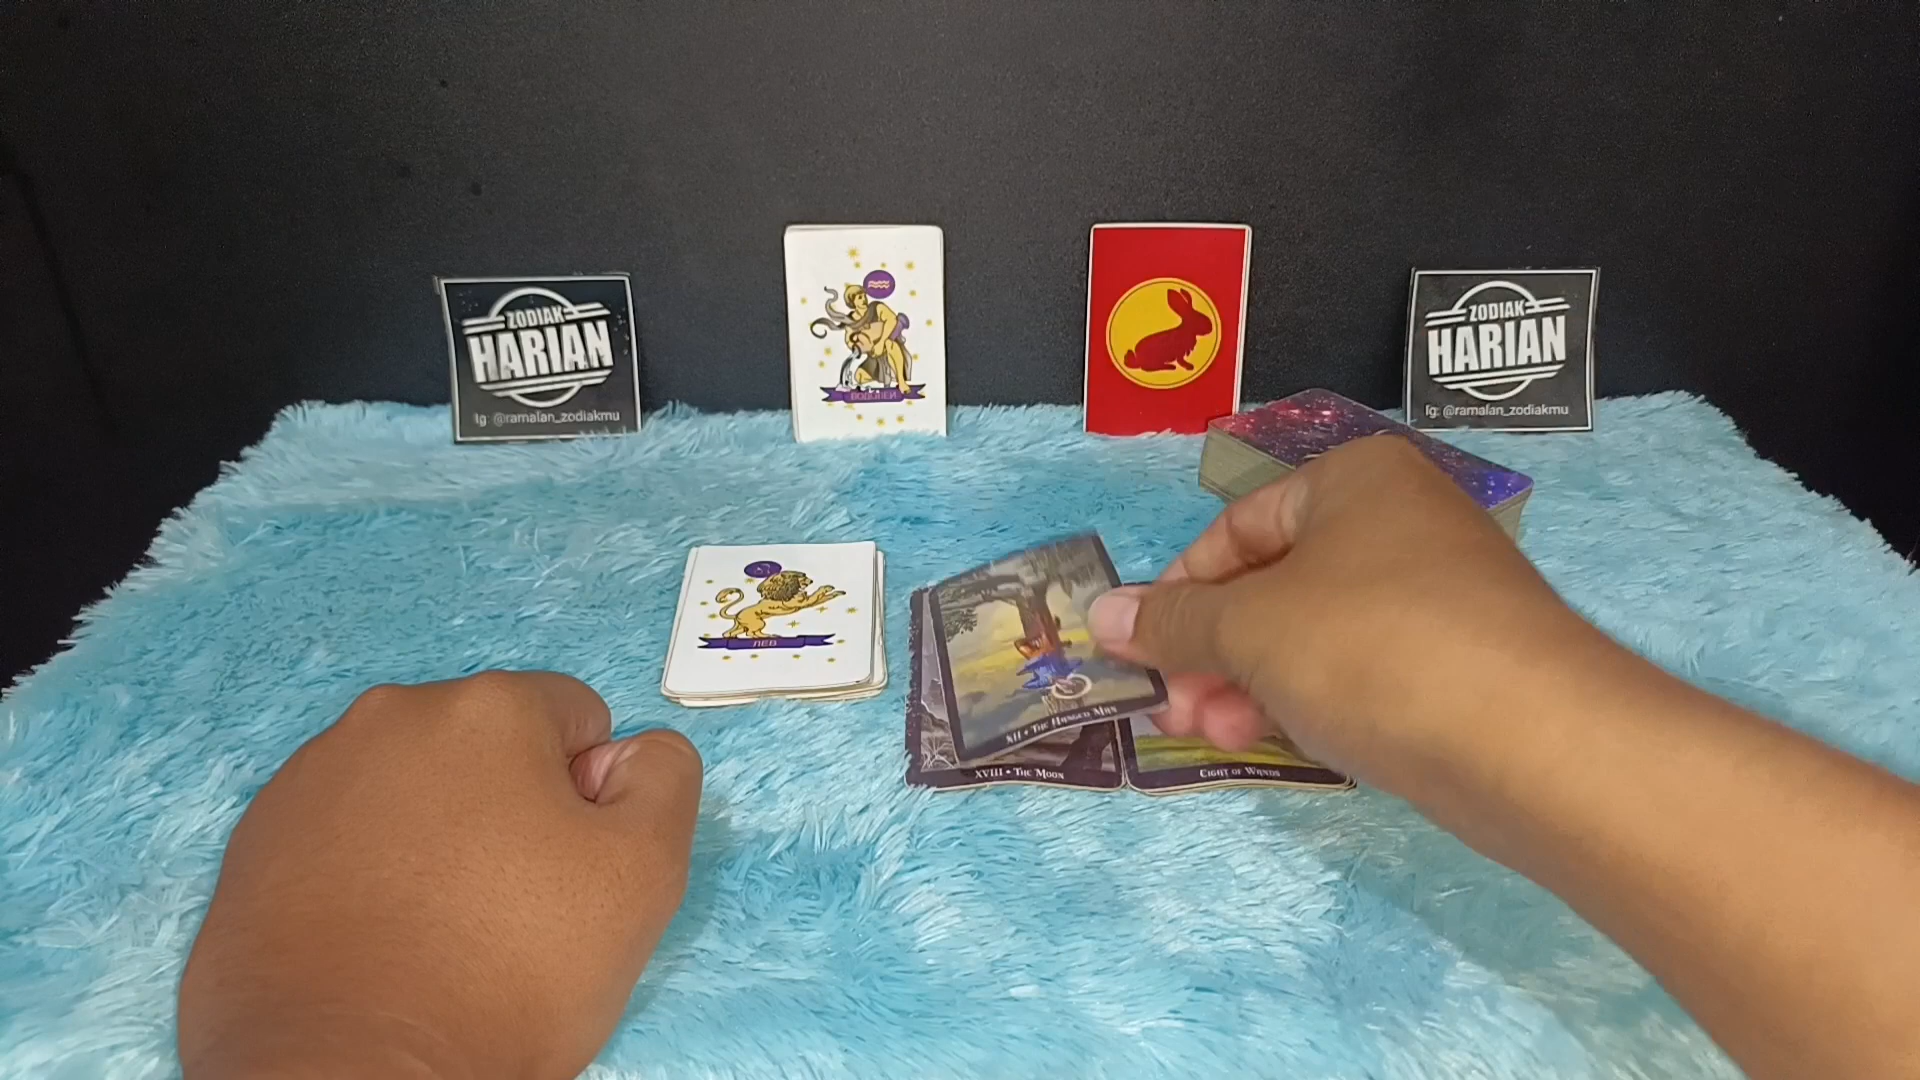 ZODIAK
HARIAN
Ig: @ramalan_zodiakmu
ВОДОЛЕЙ
ZODIAK
HARIAN
Ig: @ramalan_zodiakmu
ЛЕВ
XII • The Hanged Man
XVIII • The Moon
Eight of Wands